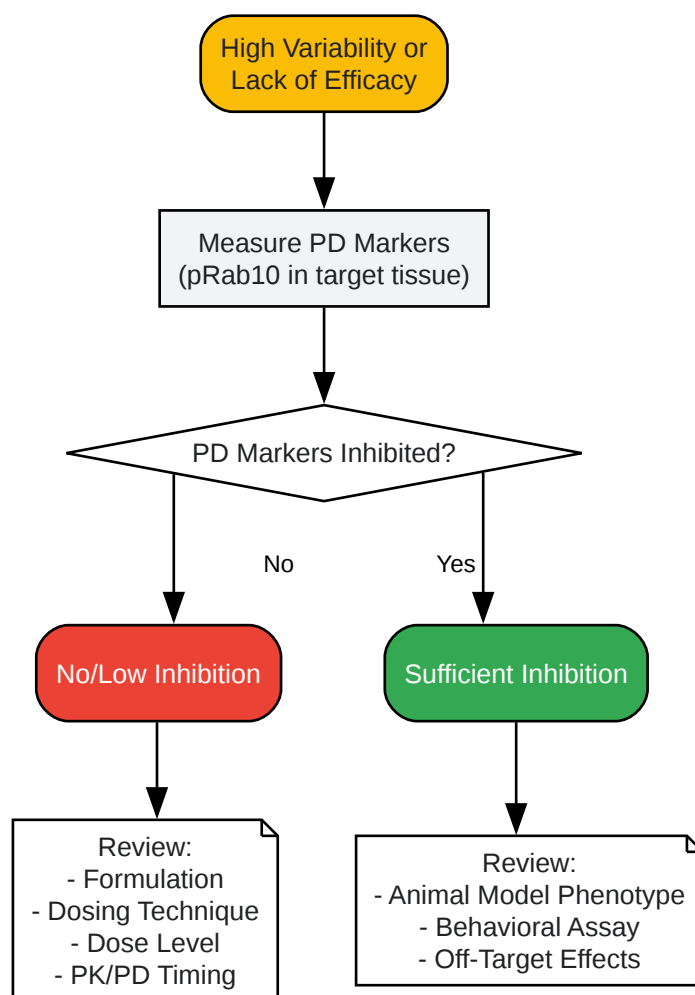 High Variability or
Lack of Efficacy
Measure PD Markers
(pRab10 in target tissue)
PD Markers Inhibited?
No
Yes
No/Low Inhibition
Sufficient Inhibition
Review:
- Formulation
- Dosing Technique
- Dose Level
- PK/PD Timing
Review:
- Animal Model Phenotype
- Behavioral Assay
- Off-Target Effects